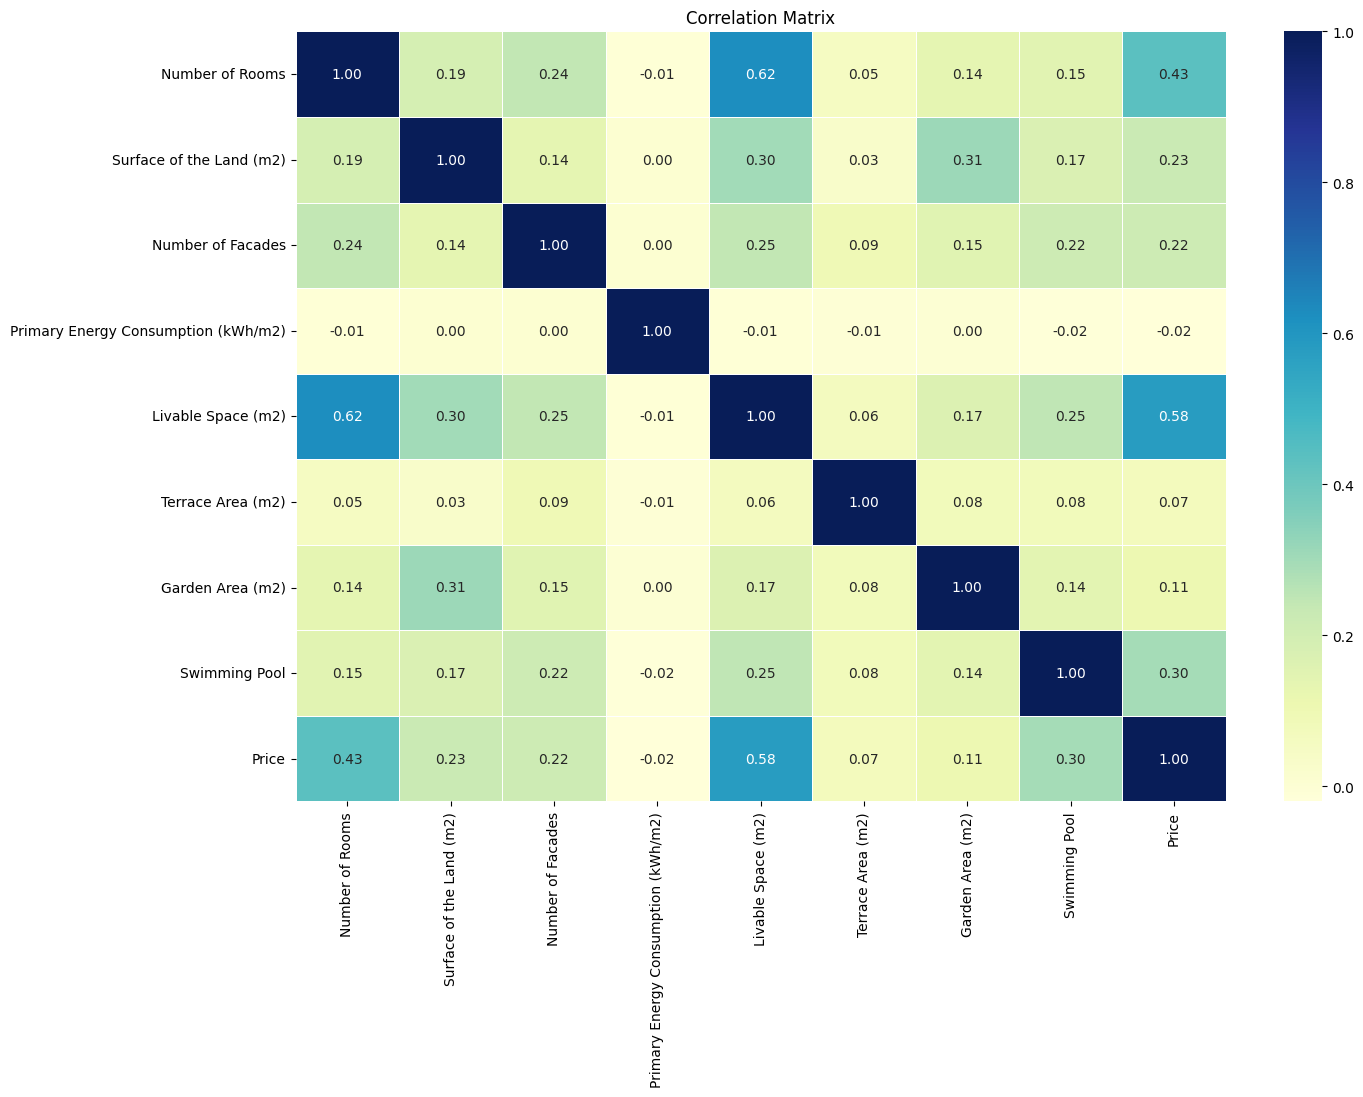 Correlation Matrix
Number of Rooms 1.00 0.19 0.24 -0.01 0.62 0.05 0.14 0.15 0.43
Surface of the Land (m2) 0.19 1.00 0.14 0.00 0.30 0.03 0.31 0.17 0.23
Number of Facades 0.24 0.14 1.00 0.00 0.25 0.09 0.15 0.22 0.22
Primary Energy Consumption (kWh/m2) -0.01 0.00 0.00 1.00 -0.01 -0.01 0.00 -0.02 -0.02
Livable Space (m2) 0.62 0.30 0.25 -0.01 1.00 0.06 0.17 0.25 0.58
Terrace Area (m2) 0.05 0.03 0.09 -0.01 0.06 1.00 0.08 0.08 0.07
Garden Area (m2) 0.14 0.31 0.15 0.00 0.17 0.08 1.00 0.14 0.11
Swimming Pool 0.15 0.17 0.22 -0.02 0.25 0.08 0.14 1.00 0.30
Price 0.43 0.23 0.22 -0.02 0.58 0.07 0.11 0.30 1.00
Number of Rooms
Surface of the Land (m2)
Number of Facades
Primary Energy Consumption (kWh/m2)
Livable Space (m2)
Terrace Area (m2)
Garden Area (m2)
Swimming Pool
Price
1.0
0.8
0.6
0.4
0.2
0.0